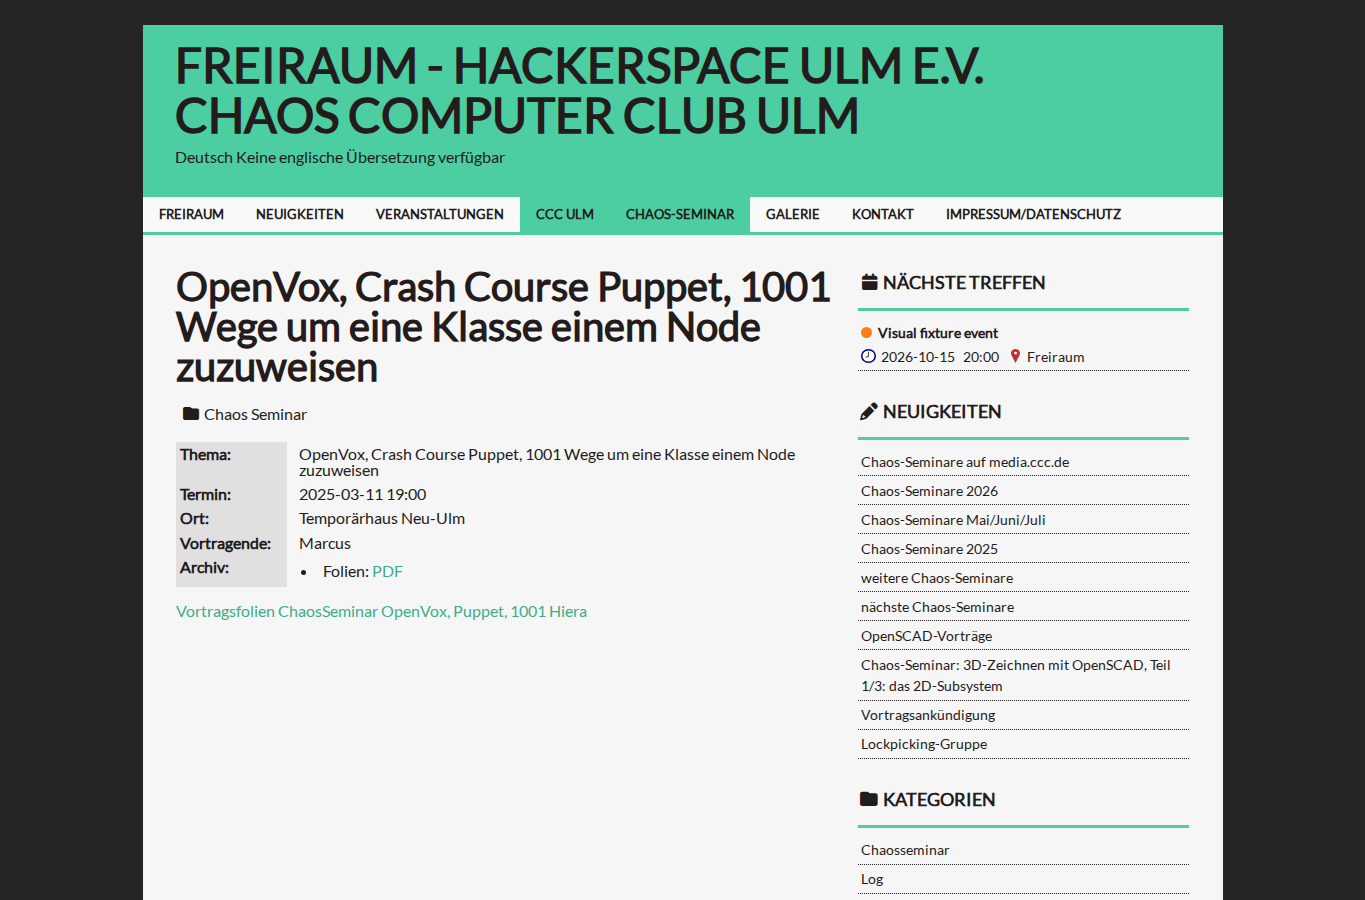 FREIRAUM - HACKERSPACE ULM E.V.
CHAOS COMPUTER CLUB ULM
Deutsch Keine englische Übersetzung verfügbar
FREIRAUM NEUIGKEITEN VERANSTALTUNGEN CCC ULM CHAOS-SEMINAR GALERIE KONTAKT IMPRESSUM/DATENSCHUTZ
OpenVox, Crash Course Puppet, 1001
Wege um eine Klasse einem Node
zuzuweisen
Chaos Seminar
Thema: OpenVox, Crash Course Puppet, 1001 Wege um eine Klasse einem Node
zuzuweisen
Termin: 2025-03-11 19:00
Ort: Temporärhaus Neu-Ulm
Vortragende: Marcus
Archiv: • Folien: PDF
Vortragsfolien ChaosSeminar OpenVox, Puppet, 1001 Hiera
NÄCHSTE TREFFEN
Visual fixture event
2026-10-15 20:00 Freiraum
NEUIGKEITEN
Chaos-Seminare auf media.ccc.de
Chaos-Seminare 2026
Chaos-Seminare Mai/Juni/Juli
Chaos-Seminare 2025
weitere Chaos-Seminare
nächste Chaos-Seminare
OpenSCAD-Vorträge
Chaos-Seminar: 3D-Zeichnen mit OpenSCAD, Teil
1/3: das 2D-Subsystem
Vortragsankündigung
Lockpicking-Gruppe
KATEGORIEN
Chaosseminar
Log